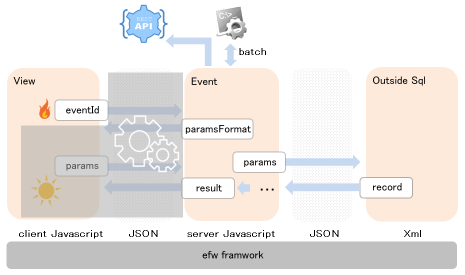 REST
API
batch
View
Event
Outside Sql
eventId
paramsFormat
params
params
result
...
record
client Javascript
JSON
server Javascript
JSON
Xml
efw framwork